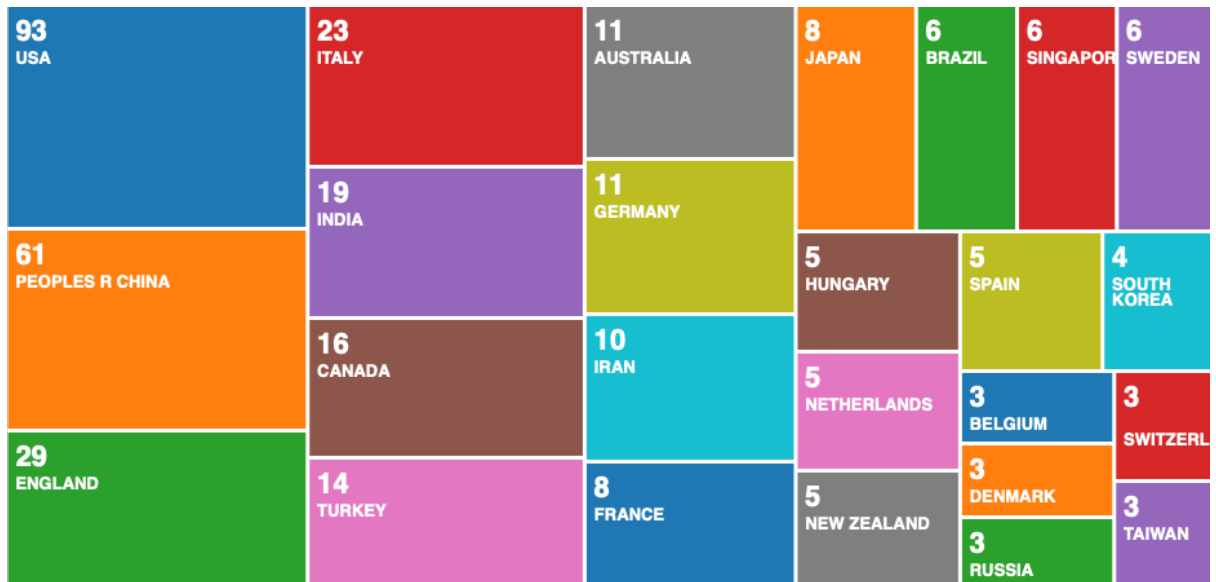 93
USA
61
PEOPLES R CHINA
29
ENGLAND
23
ITALY
19
INDIA
16
CANADA
14
TURKEY
11
AUSTRALIA
11
GERMANY
10
IRAN
8
FRANCE
8
JAPAN
6
BRAZIL
6
SINGAPOR
6
SWEDEN
5
HUNGARY
5
NETHERLANDS
5
NEW ZEALAND
5
SPAIN
4
SOUTH
KOREA
3
BELGIUM
3
DENMARK
3
RUSSIA
3
SWITZERL
3
TAIWAN